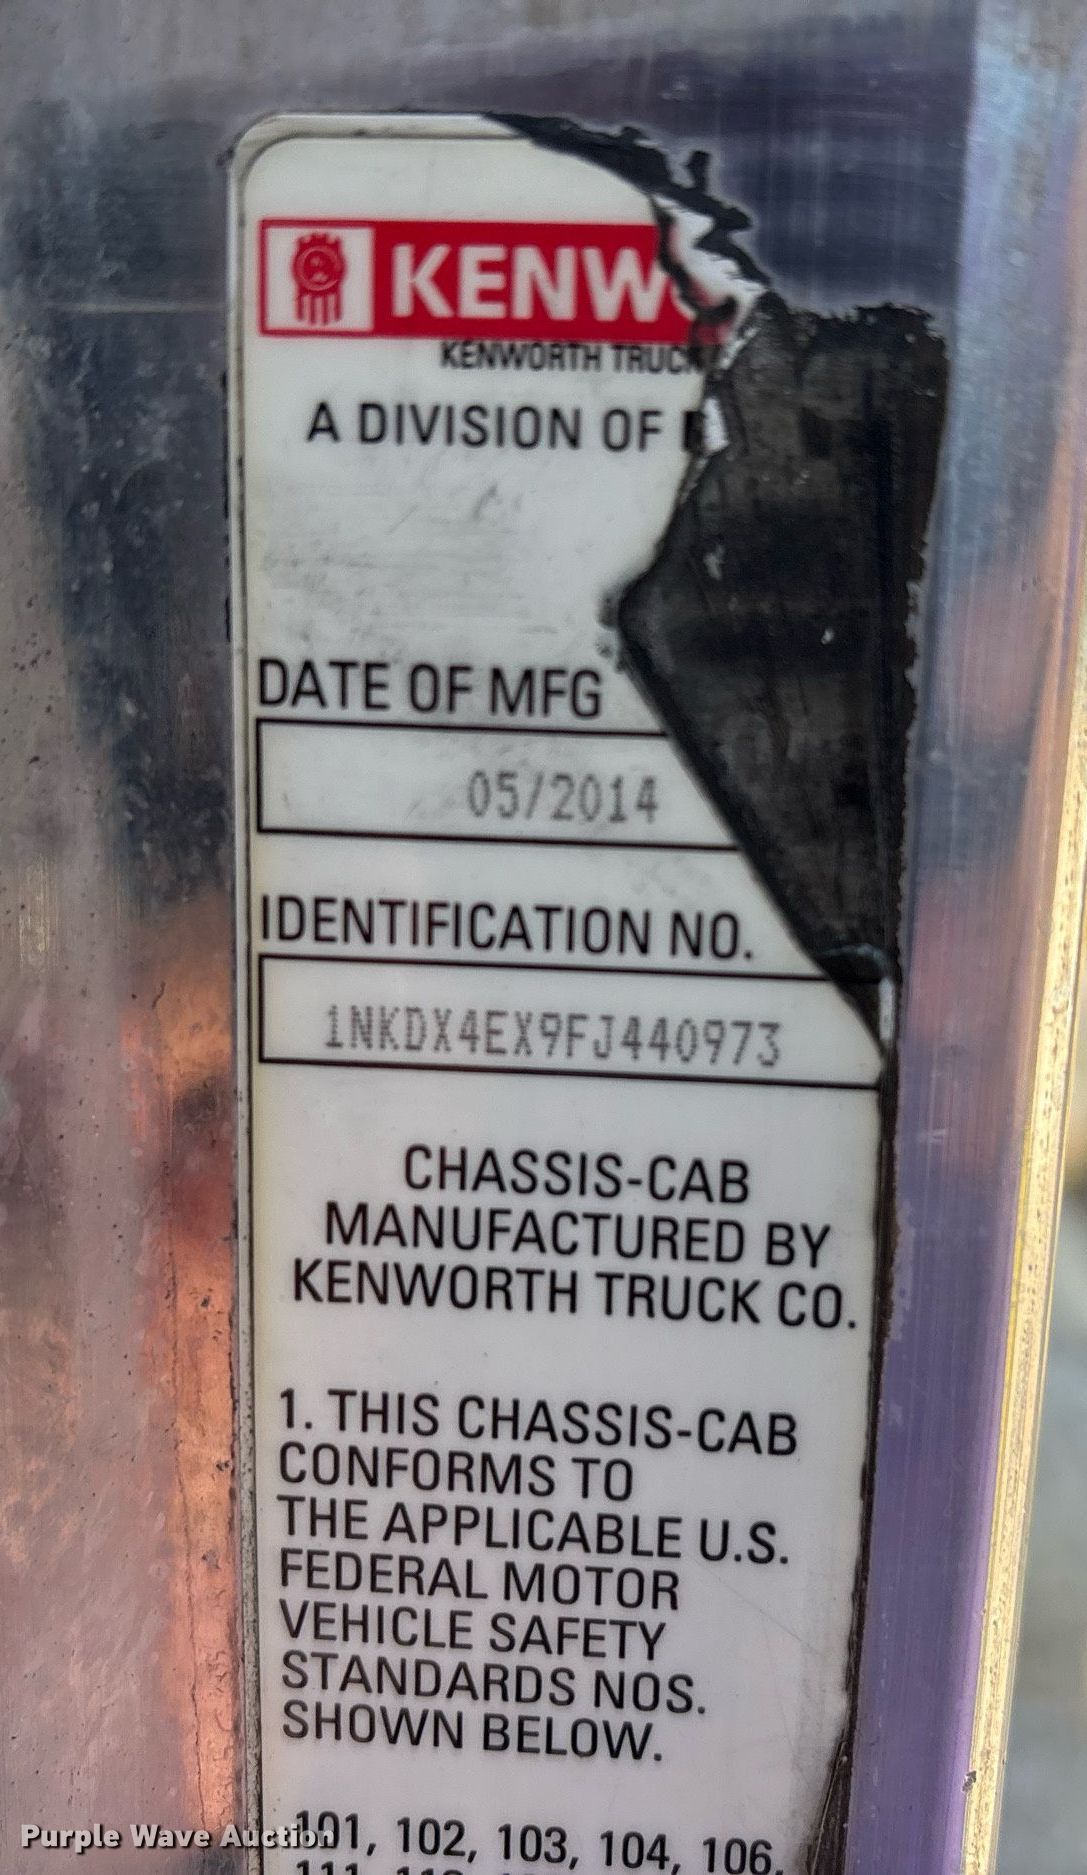 KENW
KENWORTH TRUCK
A DIVISION OF
DATE OF MFG
05/2014
IDENTIFICATION NO.
1NKDX4EX9FJ440973
CHASSIS-CAB
MANUFACTURED BY
KENWORTH TRUCK CO.
1. THIS CHASSIS-CAB
CONFORMS TO
THE APPLICABLE U.S.
FEDERAL MOTOR
VEHICLE SAFETY
STANDARDS NOS.
SHOWN BELOW.
101, 102, 103, 104, 106,
Purple Wave Auction